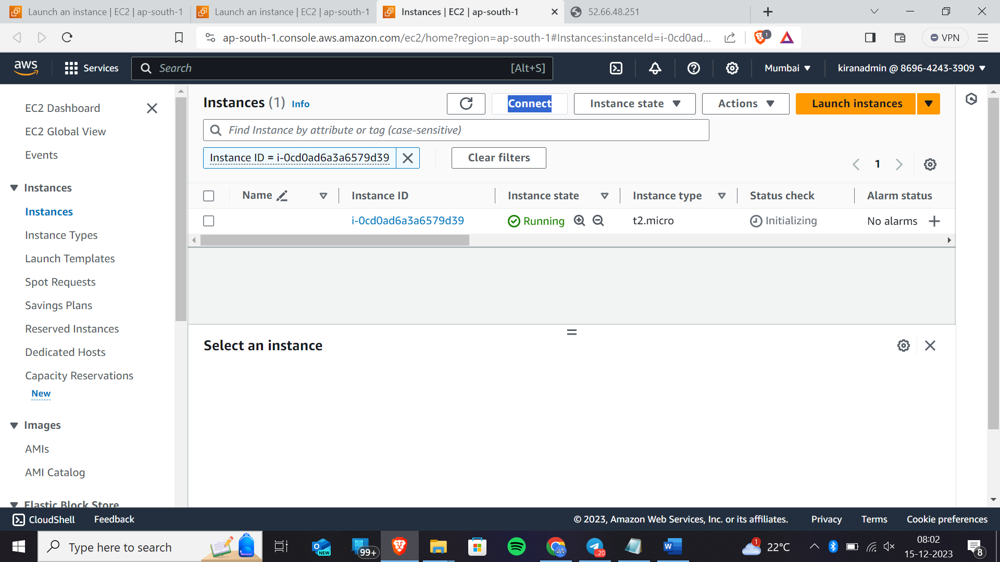 Launch an instance | EC2 | ap-south-1
Launch an instance | EC2 | ap-south-1
Instances | EC2 | ap-south-1
52.66.48.251
ap-south-1.console.aws.amazon.com/ec2/home?region=ap-south-1#Instances:instanceId=i-0cd0ad...
1
VPN
aws
Services
Search
[Alt+S]
Mumbai
kiranadmin @ 8696-4243-3909
EC2 Dashboard
EC2 Global View
Events
Instances
Instances
Instance Types
Launch Templates
Spot Requests
Savings Plans
Reserved Instances
Dedicated Hosts
Capacity Reservations
New
Images
AMIs
AMI Catalog
Elastic Block Store
Instances (1) Info
Connect
Instance state
Actions
Launch instances
Find Instance by attribute or tag (case-sensitive)
Instance ID = i-0cd0ad6a3a6579d39
Clear filters
1
Name Instance ID Instance state Instance type Status check Alarm status
i-0cd0ad6a3a6579d39 Running t2.micro Initializing No alarms
Select an instance
CloudShell Feedback
© 2023, Amazon Web Services, Inc. or its affiliates. Privacy Terms Cookie preferences
Type here to search
NEW
99+
..20
W
1
22°C
08:02
15-12-2023
8